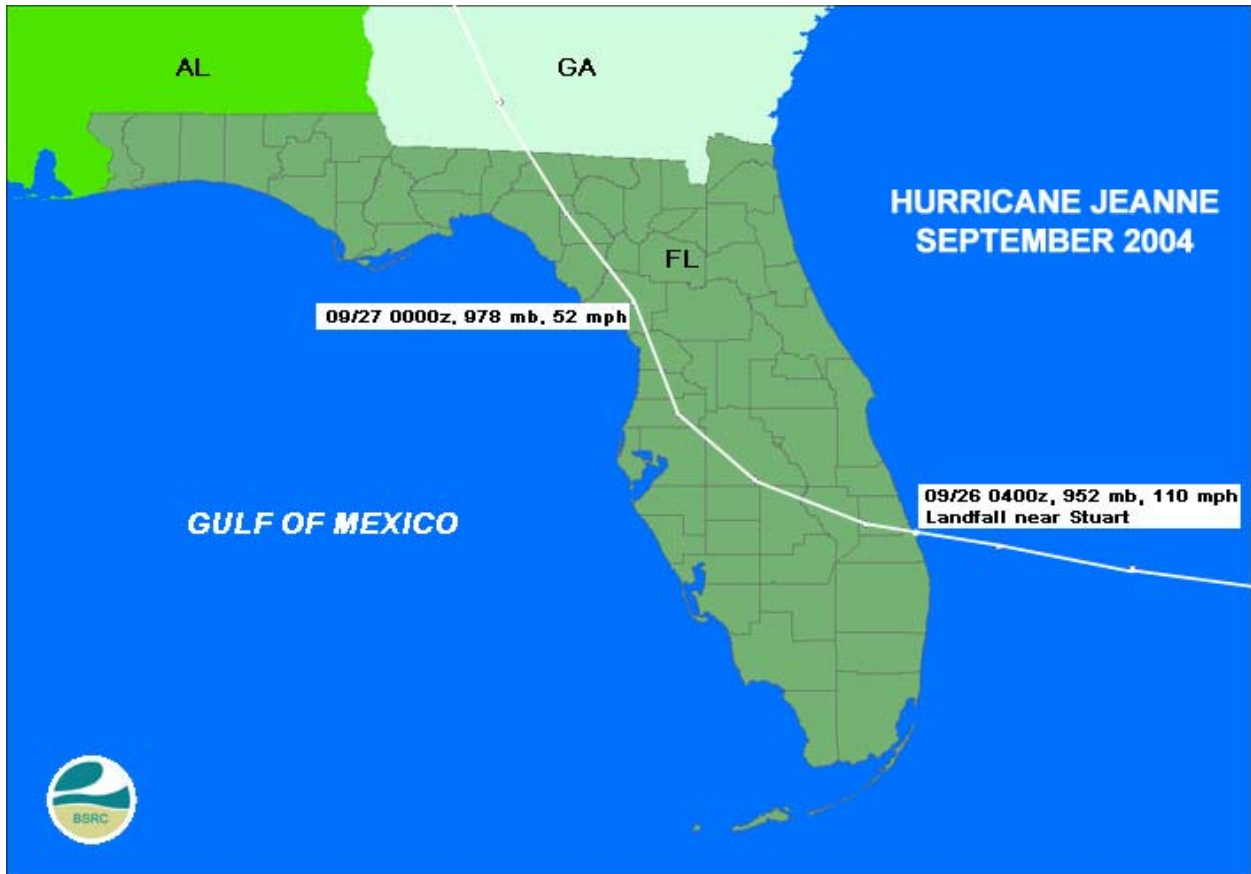 AL
GA
HURRICANE JEANNE
SEPTEMBER 2004
FL
09/27 0000z, 978 mb, 52 mph
09/26 0400z, 952 mb, 110 mph
Landfall near Stuart
GULF OF MEXICO
BSRC